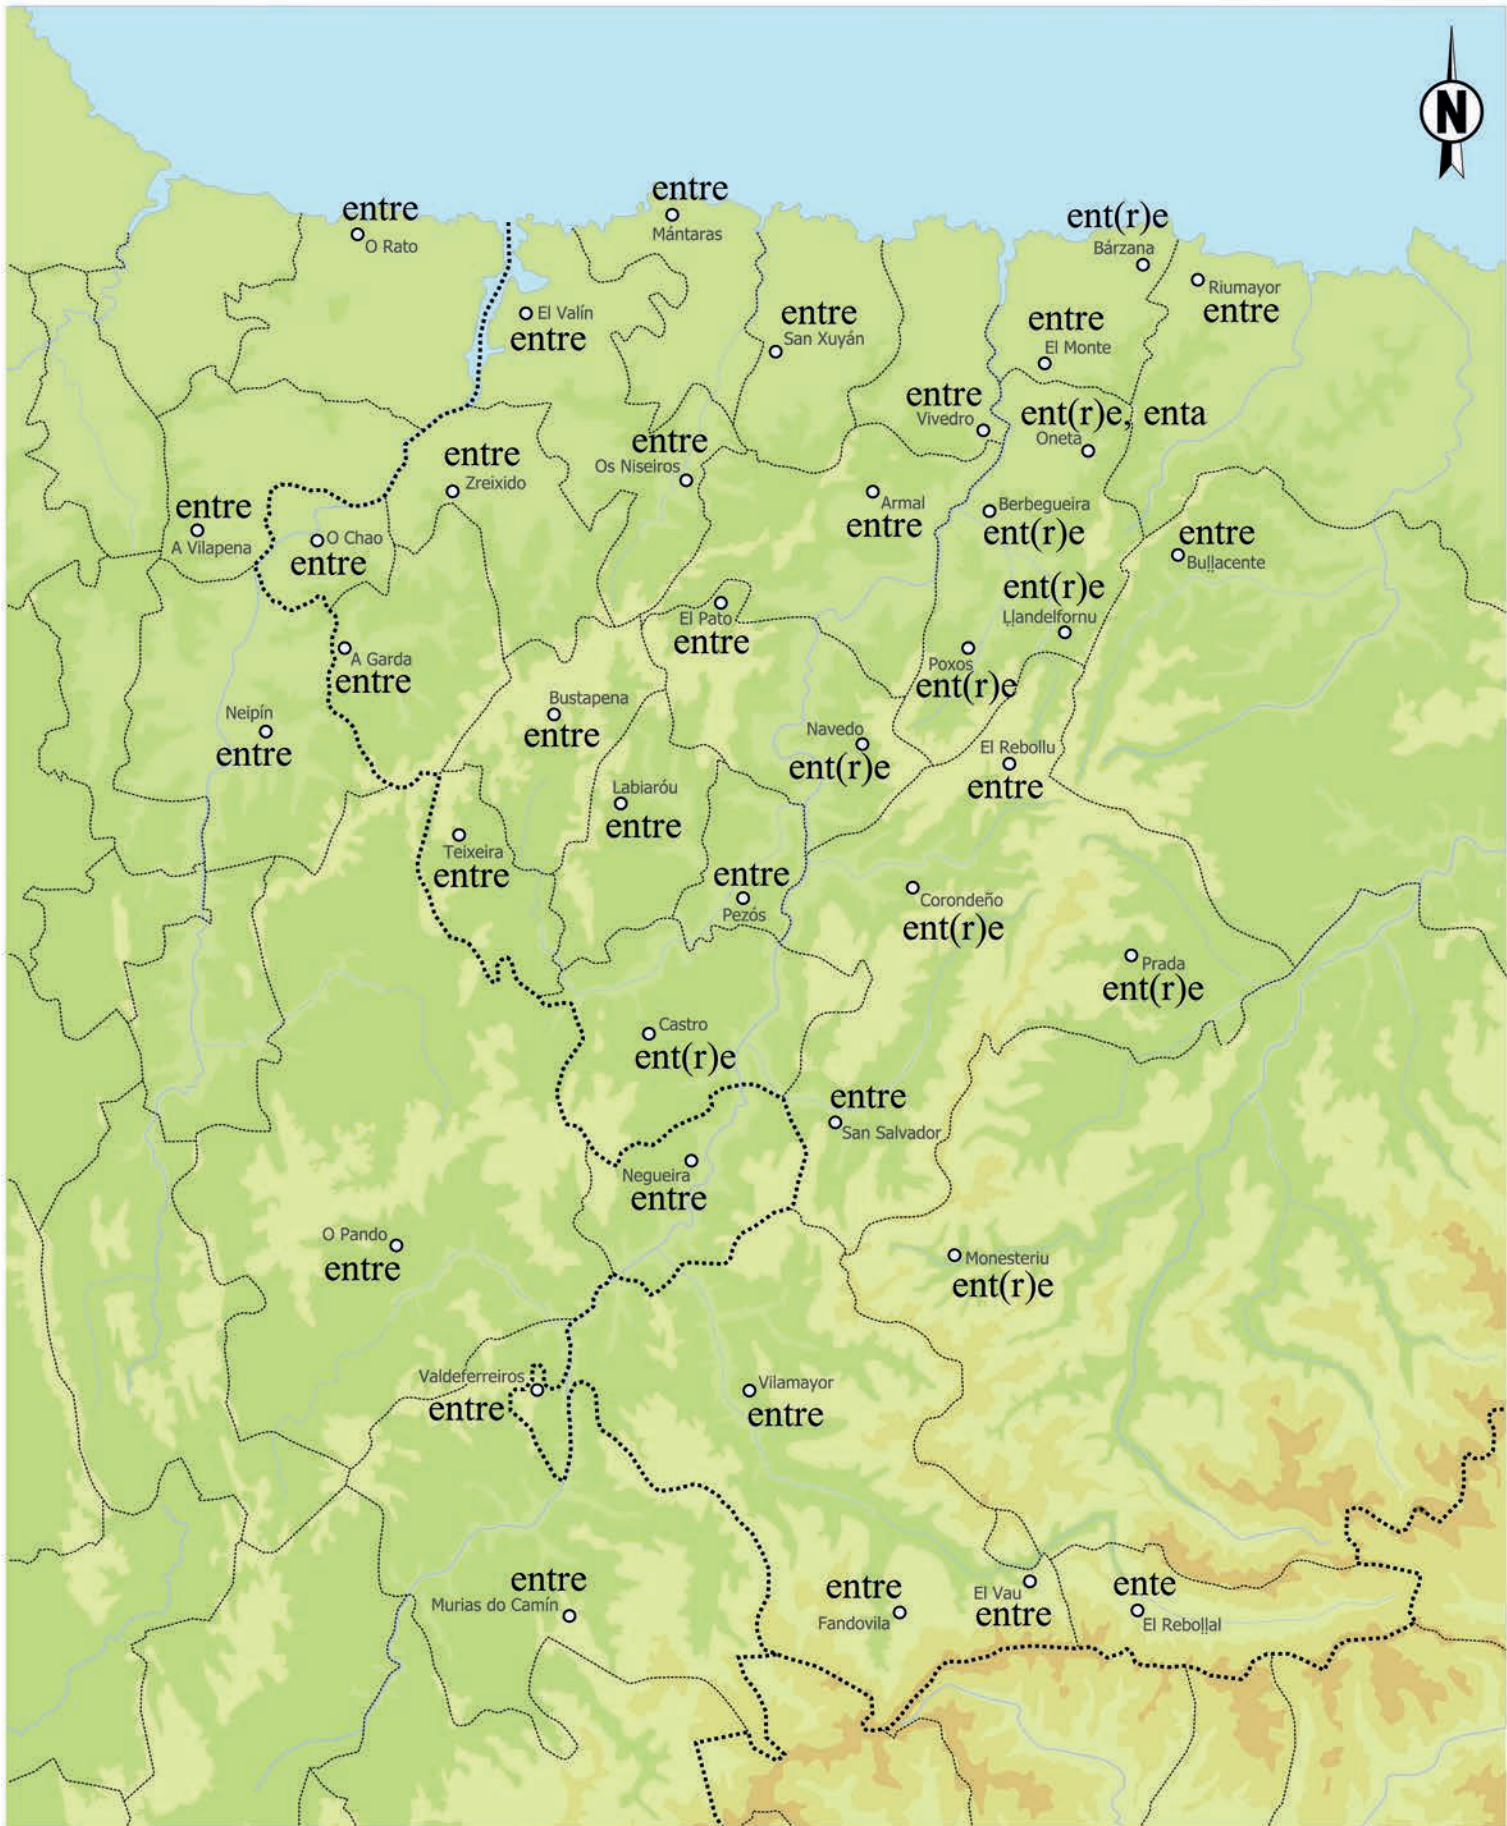 N
entre
Mántaras
entre
O Rato
ent(r)e
Bárzana
Riumayor
entre
El Valín
entre
entre
San Xuyán
entre
El Monte
entre
Vivedro
ent(r)e, enta
Oneta
entre
Os Niseiros
entre
Zreixido
entre
A Vilapena
O Chao
entre
Armal
entre
Berbegueira
ent(r)e
entre
Buḷḷacente
ent(r)e
Ḷḷandelfornu
El Pato
entre
A Garda
entre
Poxos
ent(r)e
Bustapena
entre
Neipín
entre
Navedo
ent(r)e
El Rebollu
entre
Labiaróu
entre
Teixeira
entre
entre
Pezós
Corondeño
ent(r)e
Prada
ent(r)e
Castro
ent(r)e
entre
San Salvador
Negueira
entre
O Pando
entre
Monesteriu
ent(r)e
Valdeferreiros
entre
Vilamayor
entre
entre
Murias do Camín
entre
Fandovila
El Vau
entre
ente
El Reboḷḷal